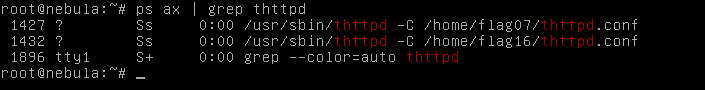 root@nebula:~# ps ax | grep thttpd
 1427 ?        Ss     0:00 /usr/sbin/thttpd -C /home/flag07/thttpd.conf
 1432 ?        Ss     0:00 /usr/sbin/thttpd -C /home/flag16/thttpd.conf
 1896 tty1     S+     0:00 grep --color=auto thttpd
root@nebula:~# _